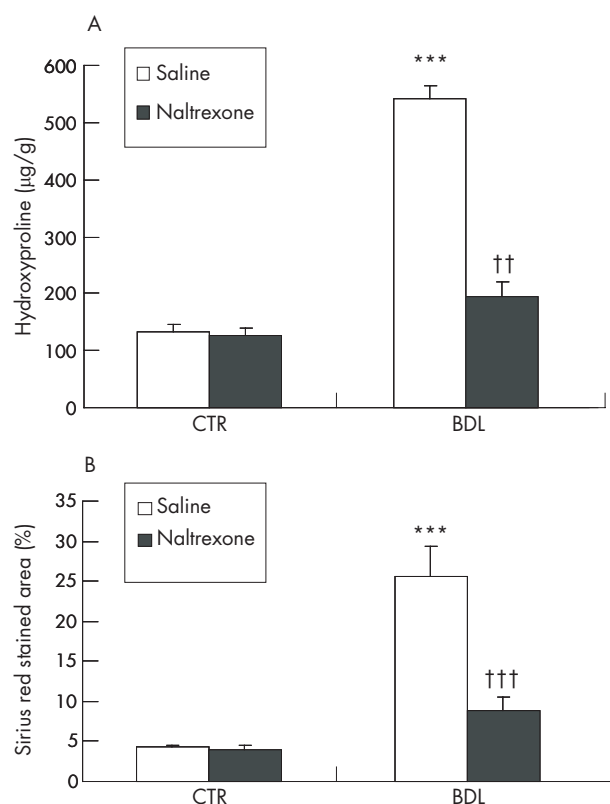 A
Hydroxyproline (µg/g)
600
500
400
300
200
100
0
Saline
Naltrexone
***
††
CTR
BDL
B
Sirius red stained area (%)
35
30
25
20
15
10
5
0
Saline
Naltrexone
***
†††
CTR
BDL